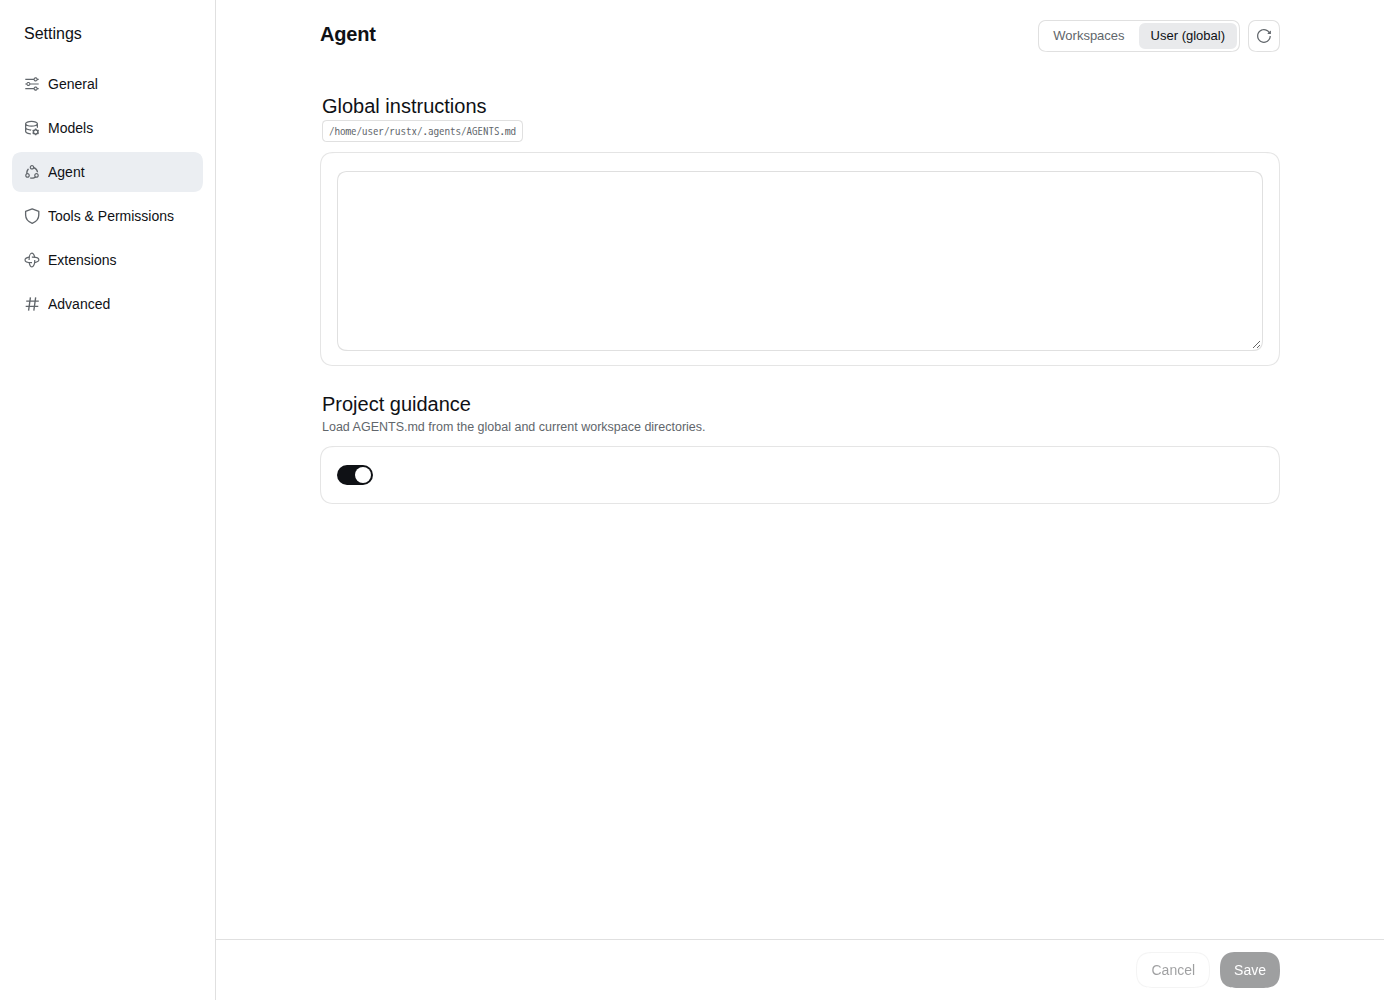 Settings
General
Models
Agent
Tools & Permissions
Extensions
Advanced
Agent
Workspaces
User (global)
Global instructions
/home/user/rustx/.agents/AGENTS.md
Project guidance
Load AGENTS.md from the global and current workspace directories.
Cancel
Save